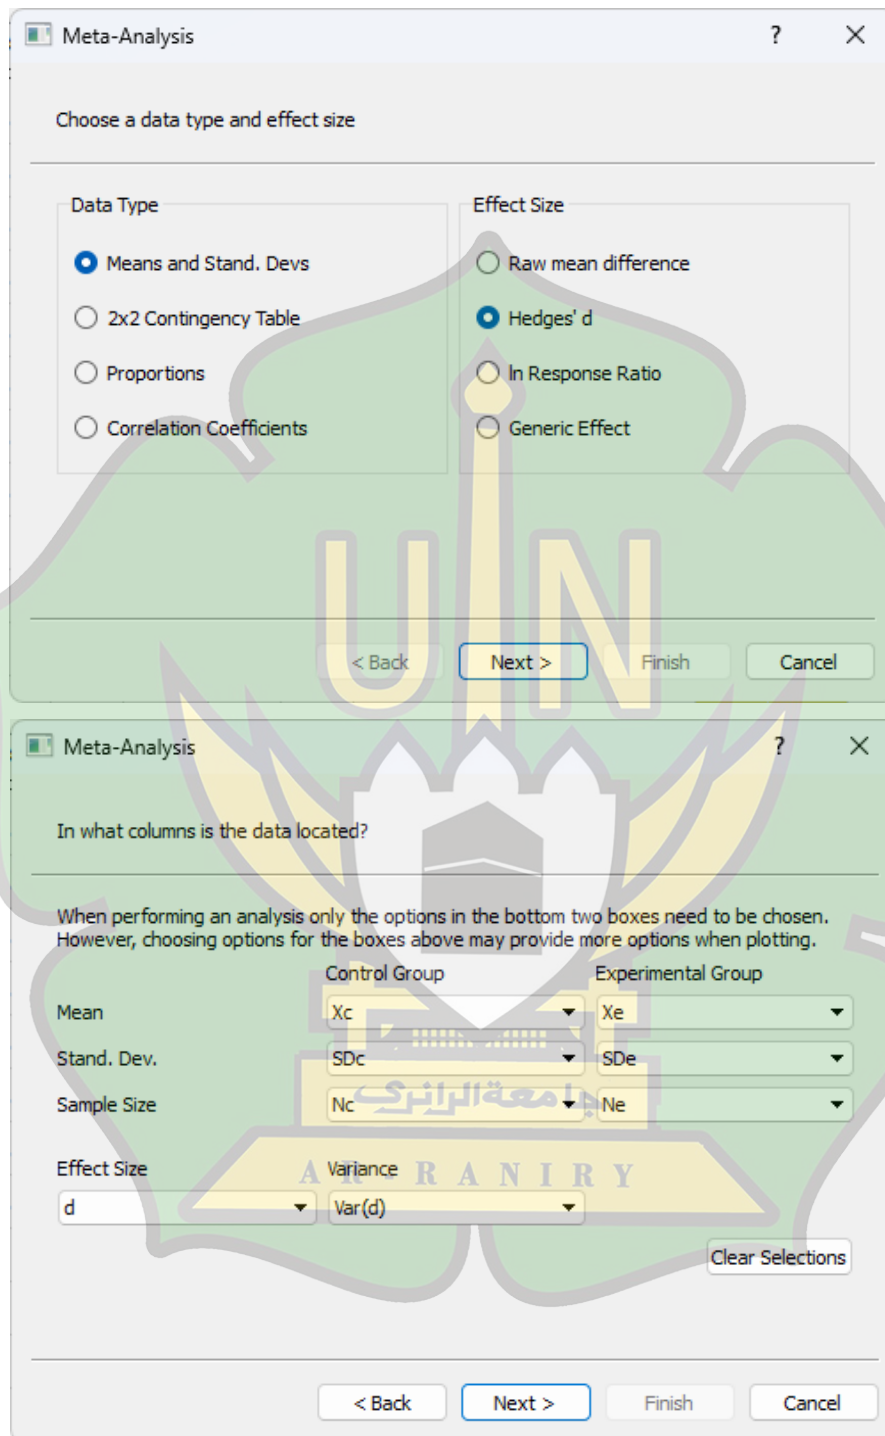 Meta-Analysis ? ×
Choose a data type and effect size
Data Type Effect Size
Means and Stand. Devs Raw mean difference
2x2 Contingency Table Hedges' d
Proportions ln Response Ratio
Correlation Coefficients Generic Effect
UIN
< Back Next > Finish Cancel
Meta-Analysis ? ×
In what columns is the data located?
When performing an analysis only the options in the bottom two boxes need to be chosen.
However, choosing options for the boxes above may provide more options when plotting.
Control Group Experimental Group
Mean Xc Xe
Stand. Dev. SDc SDe
Sample Size Nc Ne
جامعة الرانري
Effect Size Variance
AR - RANIRY
d Var(d)
Clear Selections
< Back Next > Finish Cancel